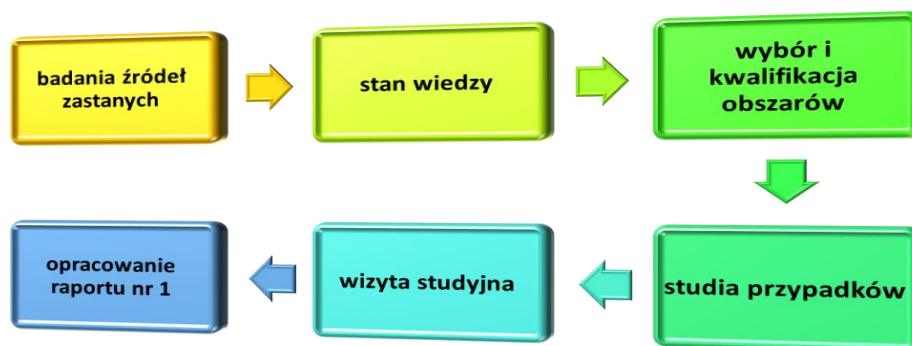 badania źródeł
zastanych
stan wiedzy
wybór i
kwalifikacja
obszarów
studia przypadków
wizyta studyjna
opracowanie
raportu nr 1